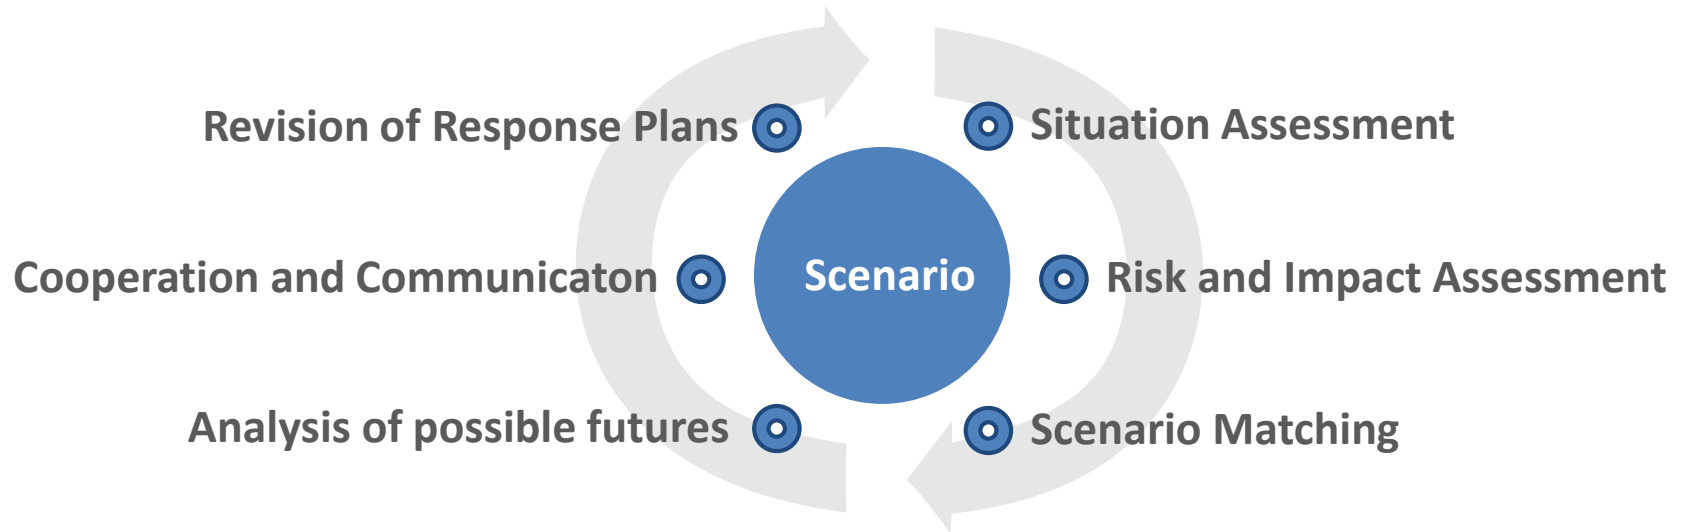 Revision of Response Plans
Situation Assessment
Cooperation and Communicaton
Scenario
Risk and Impact Assessment
Analysis of possible futures
Scenario Matching